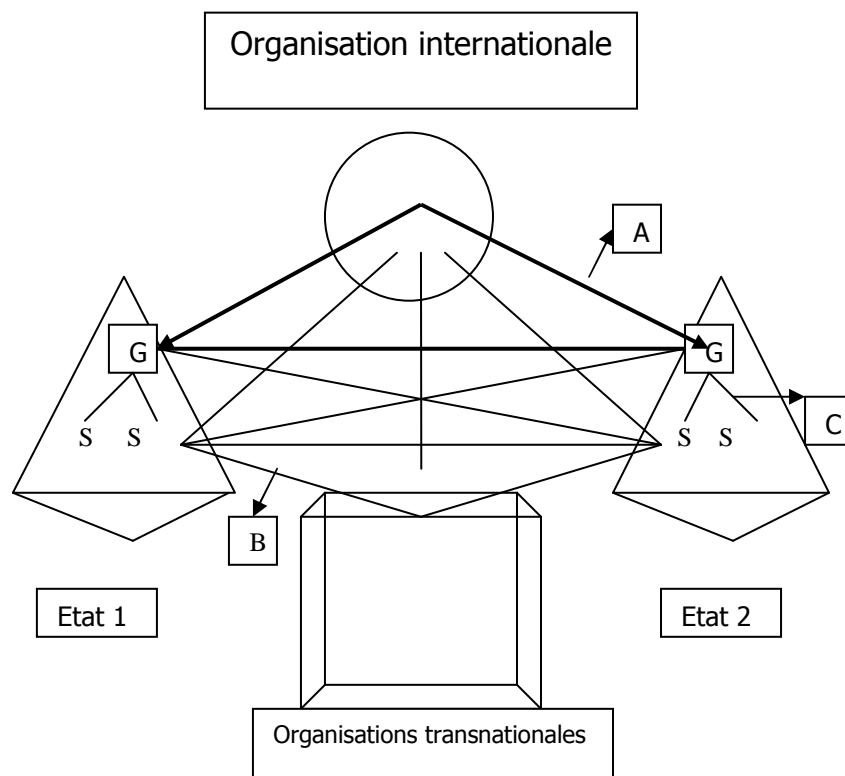 Organisation internationale
A
G
G
S S
S S
C
B
Etat 1
Etat 2
Organisations transnationales